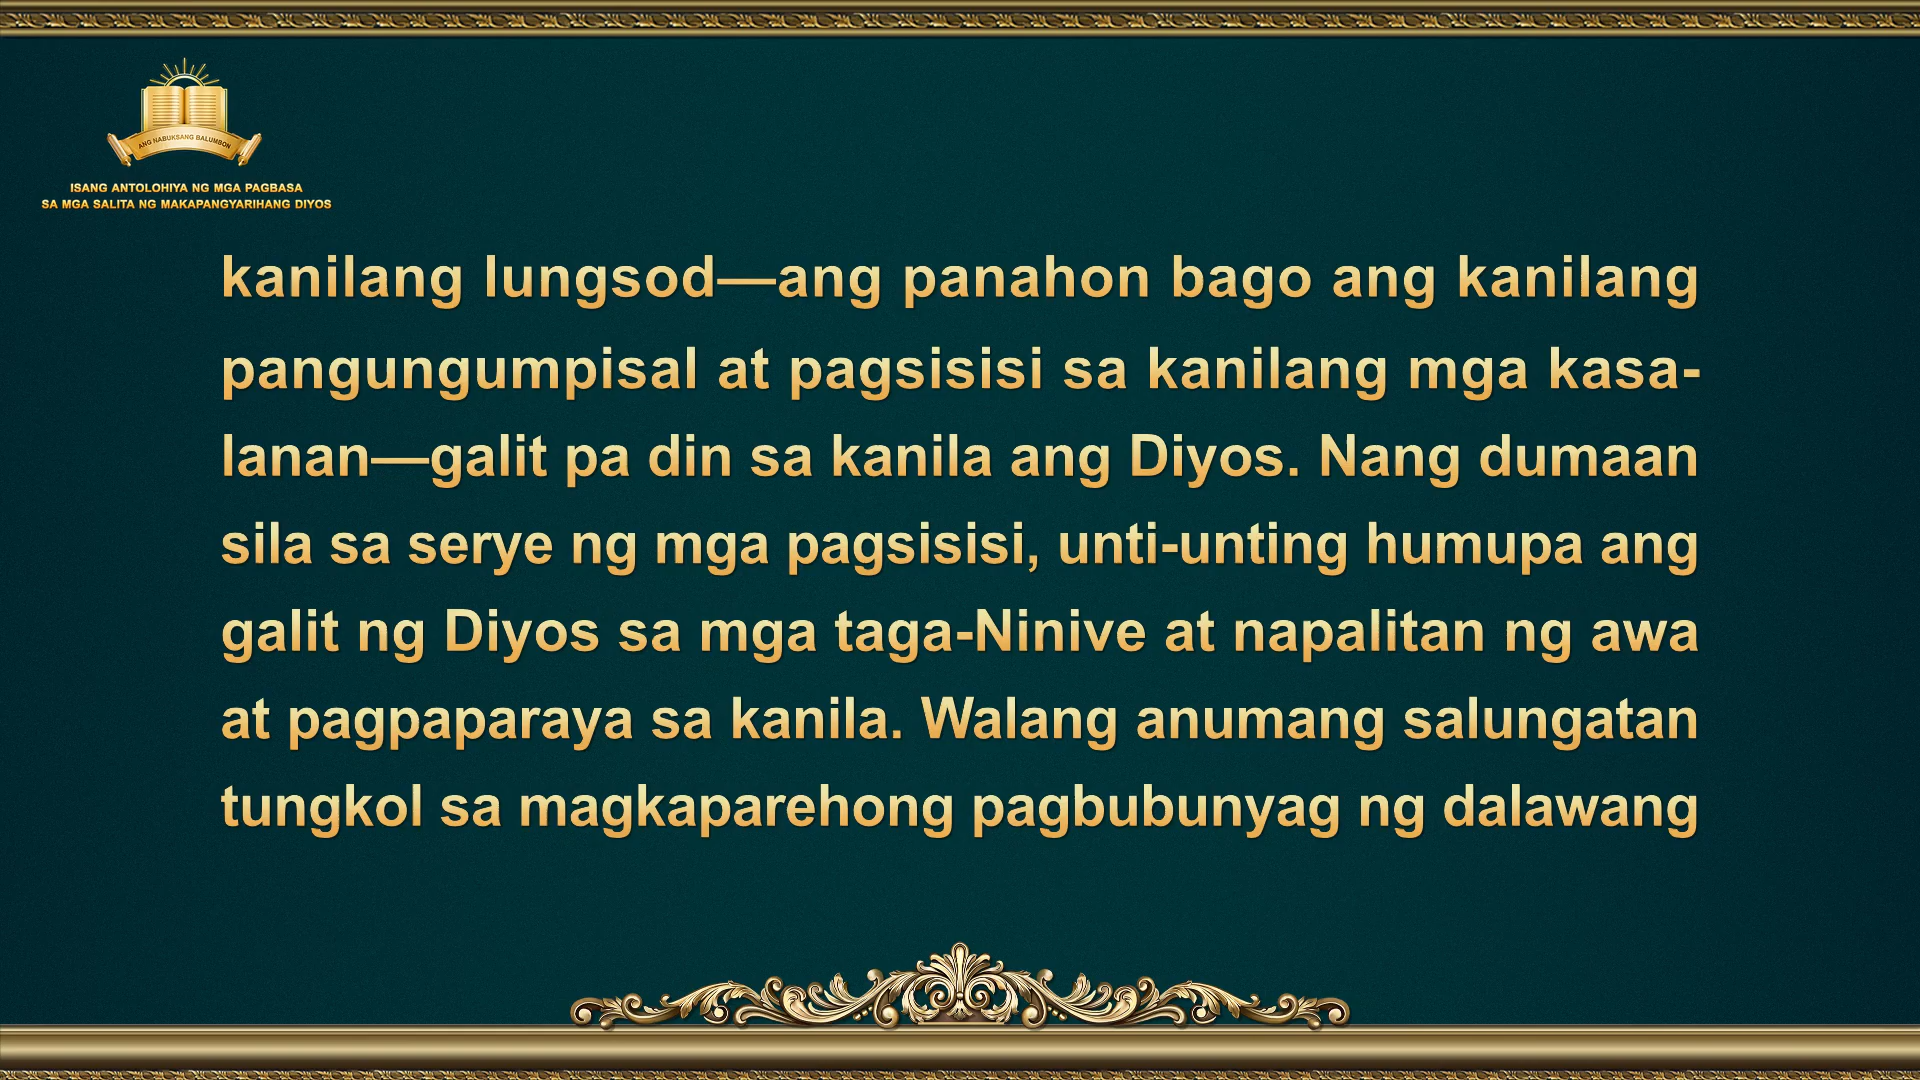 ANG NABUKSANG BALUMBON
ISANG ANTOLOHIYA NG MGA PAGBASA
SA MGA SALITA NG MAKAPANGYARIHANG DIYOS
kanilang lungsod—ang panahon bago ang kanilang
pangungumpisal at pagsisisi sa kanilang mga kasa-
lanan—galit pa din sa kanila ang Diyos. Nang dumaan
sila sa serye ng mga pagsisisi, unti-unting humupa ang
galit ng Diyos sa mga taga-Ninive at napalitan ng awa
at pagpaparaya sa kanila. Walang anumang salungatan
tungkol sa magkaparehong pagbubunyag ng dalawang